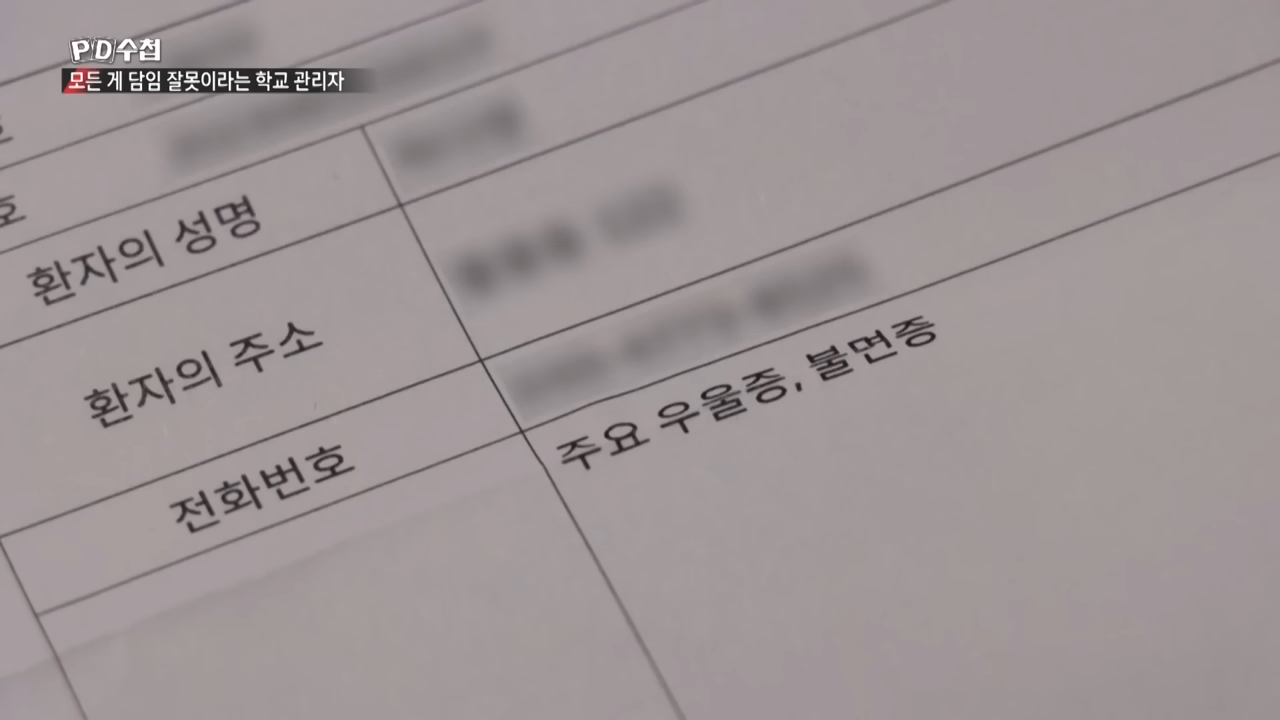 PD수첩
모든 게 담임 잘못이라는 학교 관리자
호
호
환자의 성명
환자의 주소
전화번호
주요 우울증, 불면증